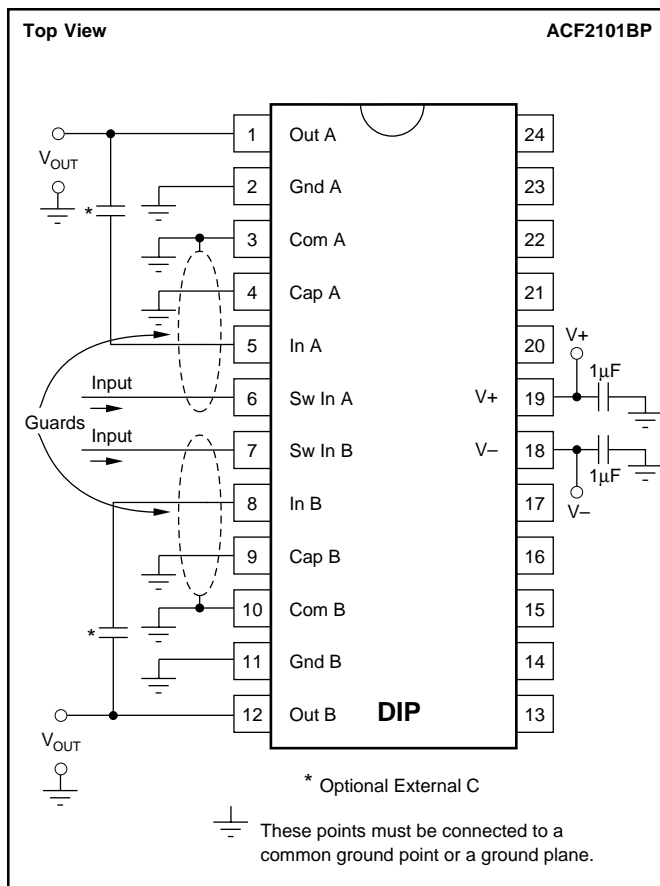 Top View ACF2101BP
V_OUT
*
1 Out A 24
2 Gnd A 23
3 Com A 22
4 Cap A 21
5 In A 20
V+
1µF
Input
6 Sw In A V+ 19
Guards
Input
7 Sw In B V– 18
1µF
V–
8 In B 17
9 Cap B 16
10 Com B 15
*
11 Gnd B 14
12 Out B DIP 13
V_OUT
* Optional External C
These points must be connected to a
common ground point or a ground plane.